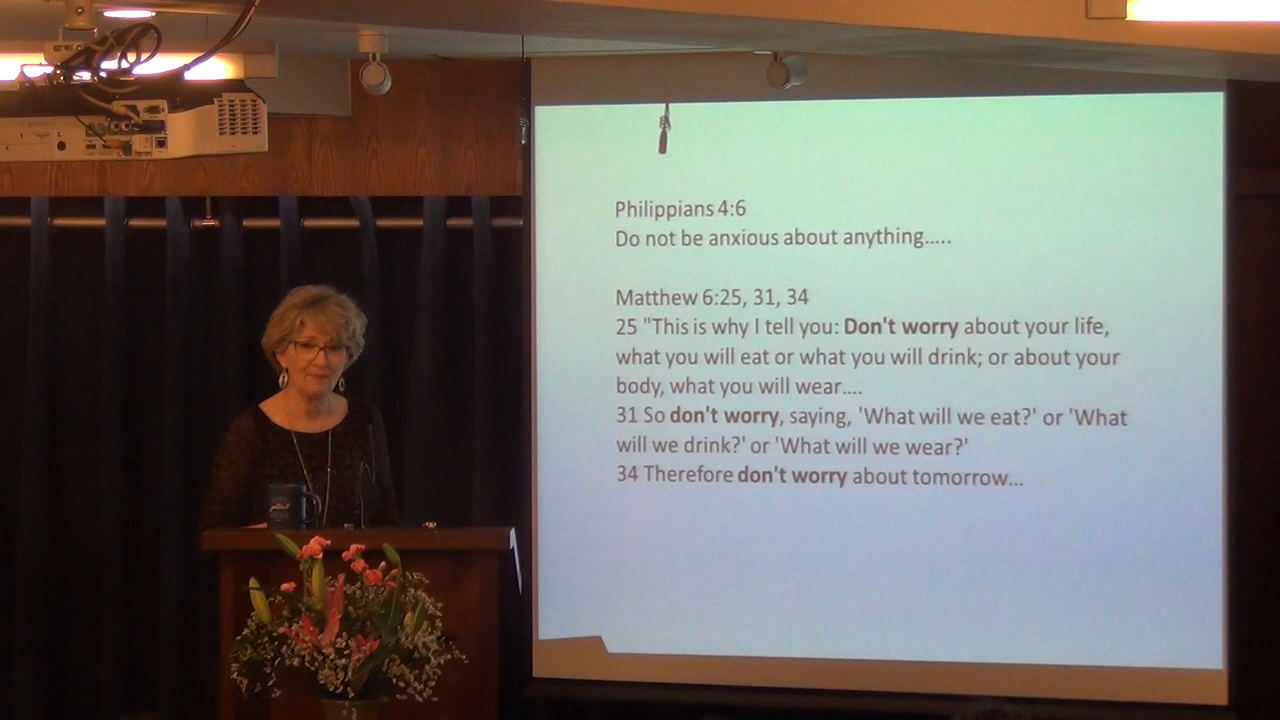 Philippians 4:6
Do not be anxious about anything.....
Matthew 6:25, 31, 34
25 "This is why I tell you: Don't worry about your life,
what you will eat or what you will drink; or about your
body, what you will wear....
31 So don't worry, saying, 'What will we eat?' or 'What
will we drink?' or 'What will we wear?'
34 Therefore don't worry about tomorrow...